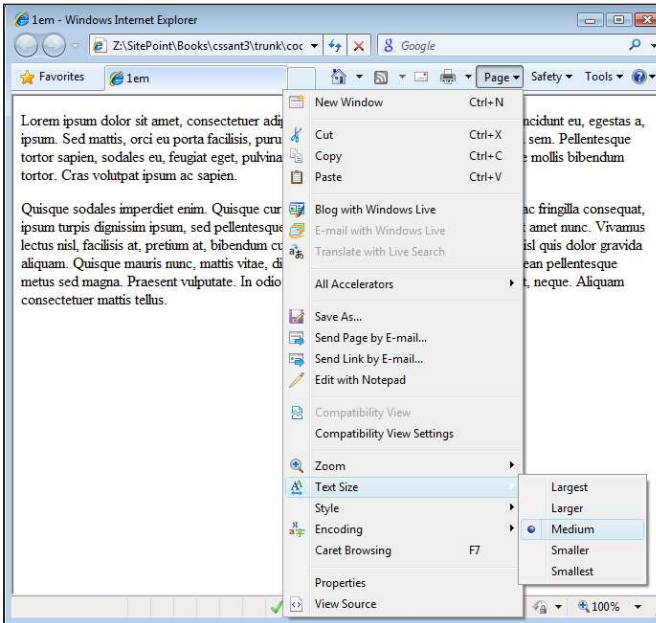 1em - Windows Internet Explorer
Z:\SitePoint\Books\cssant3\trunk\coc
Google
Favorites 1em Page Safety Tools
Lorem ipsum dolor sit amet, consectetuer adip
ncidunt eu, egestas a,
ipsum. Sed mattis, orci eu porta facilisis, puru
sem. Pellentesque
tortor sapien, sodales eu, feugiat eget, pulvina
e mollis bibendum
tortor. Cras volutpat ipsum ac sapien.
Quisque sodales imperdiet enim. Quisque cur
ac fringilla consequat,
ipsum turpis dignissim ipsum, sed pellentesque
amet nunc. Vivamus
lectus nisl, facilisis at, pretium at, bibendum cu
isl quis dolor gravida
aliquam. Quisque mauris nunc, mattis vitae, di
ean pellentesque
metus sed magna. Praesent vulputate. In odio
t, neque. Aliquam
consectetuer mattis tellus.
New Window Ctrl+N
Cut Ctrl+X
Copy Ctrl+C
Paste Ctrl+V
Blog with Windows Live
E-mail with Windows Live
Translate with Live Search
All Accelerators
Save As...
Send Page by E-mail...
Send Link by E-mail...
Edit with Notepad
Compatibility View
Compatibility View Settings
Zoom
Text Size
Style
Encoding
Caret Browsing F7
Properties
View Source
Largest
Larger
Medium
Smaller
Smallest
100%